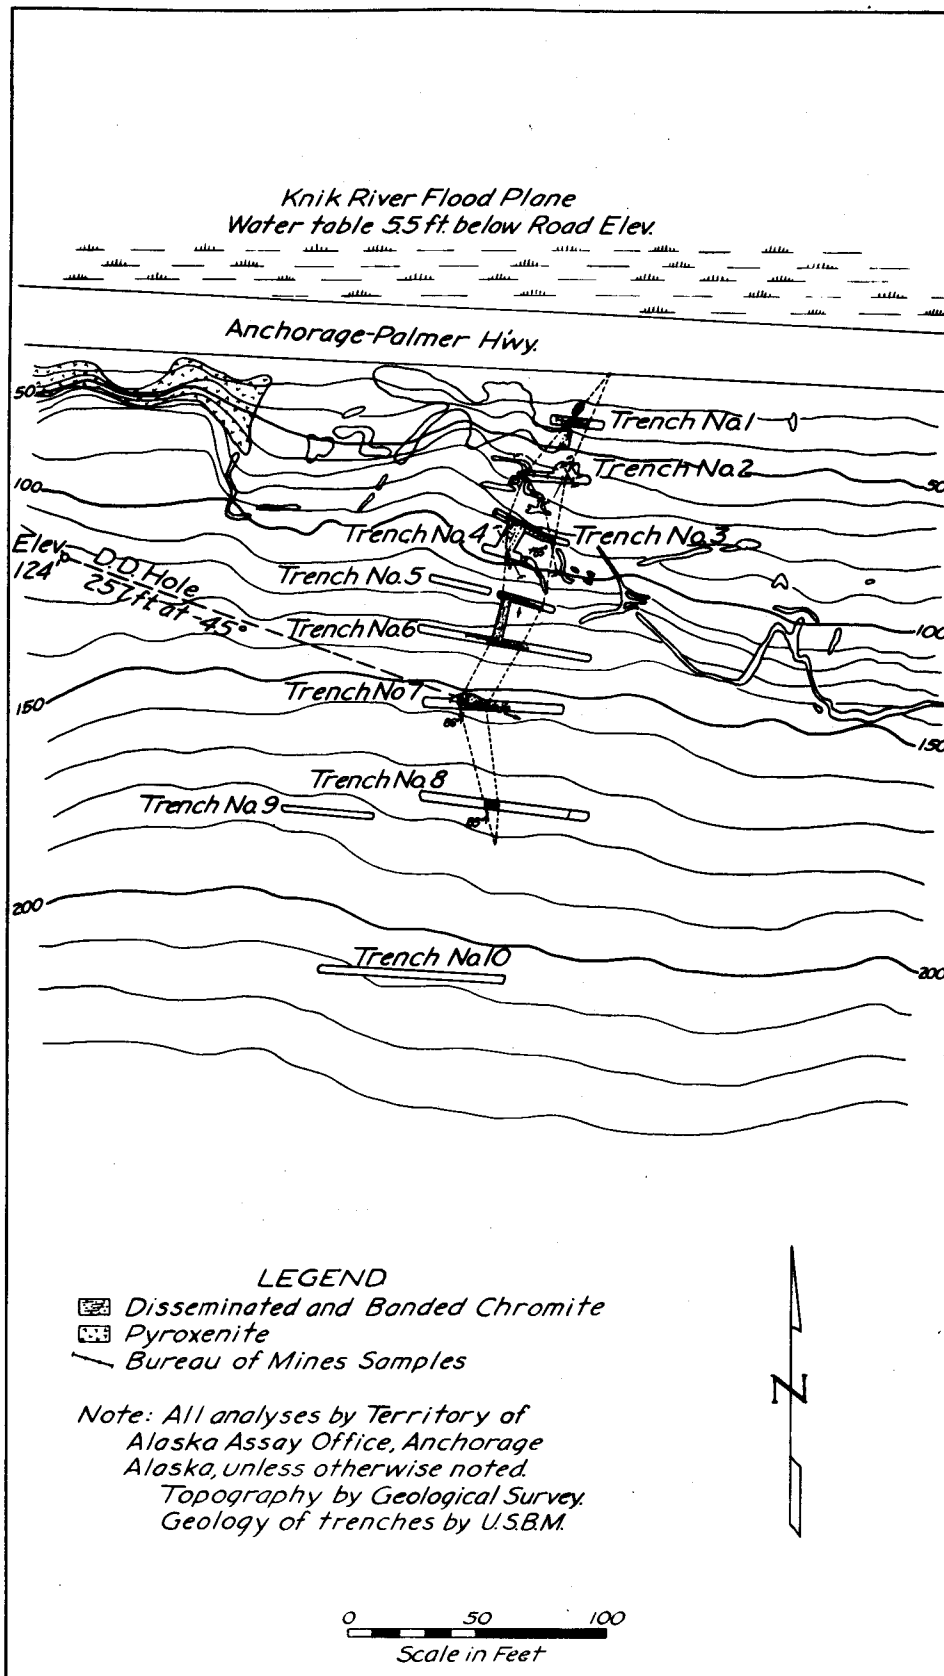 Knik River Flood Plane
Water table 5.5 ft. below Road Elev.
Anchorage-Palmer Hwy.
50
Trench No. 1
Trench No. 2
50
100
Trench No. 4
Trench No. 3
Elev.
124'
D.D. Hole
257 ft at -45°
Trench No. 5
Trench No. 6
100
Trench No 7
150
150
Trench No. 8
Trench No. 9
85°
200
Trench No. 10
200
LEGEND
Disseminated and Banded Chromite
Pyroxenite
Bureau of Mines Samples
Note: All analyses by Territory of
Alaska Assay Office, Anchorage
Alaska, unless otherwise noted.
Topography by Geological Survey.
Geology of trenches by U.S.B.M.
N
0 50 100
Scale in Feet